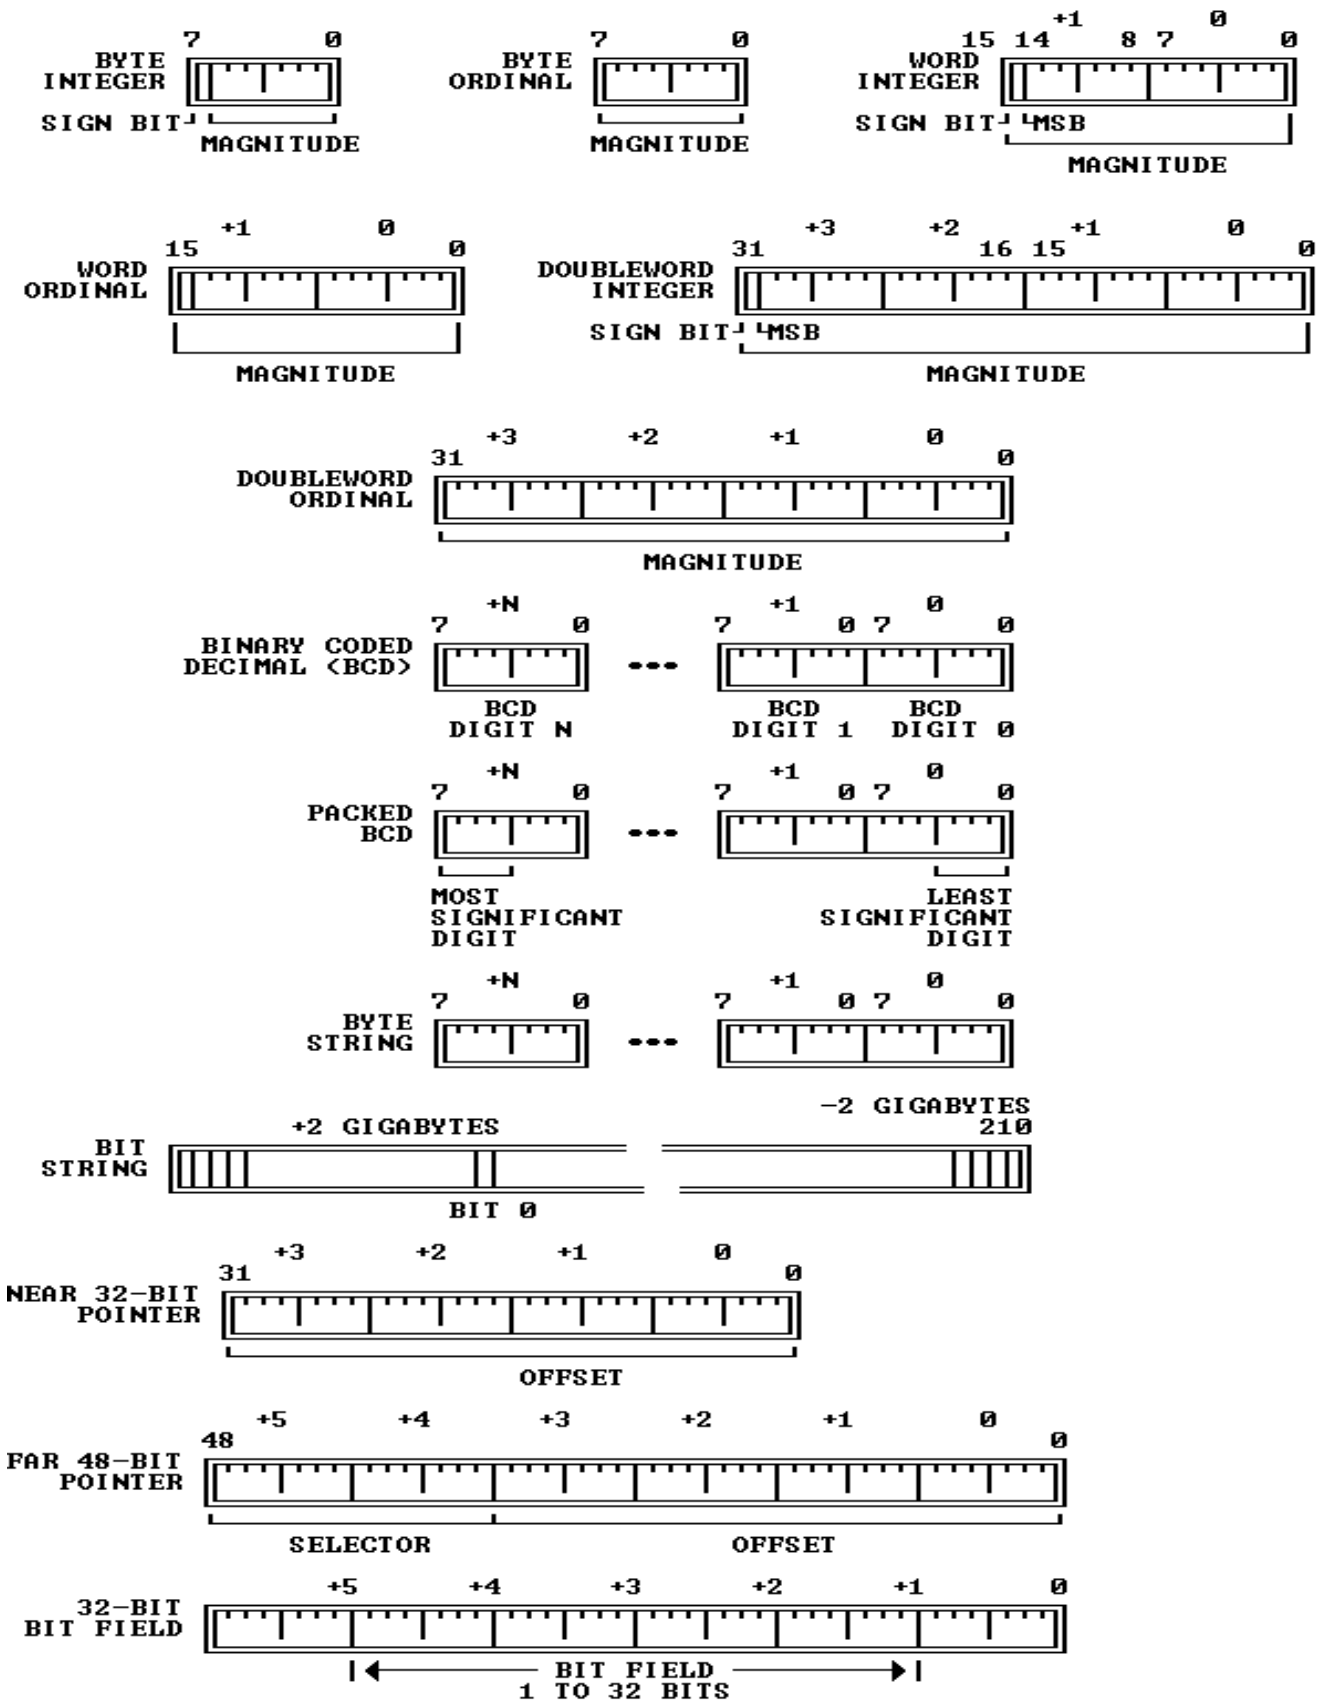 +1 0
7 0 7 0 15 14 8 7 0
BYTE BYTE WORD
INTEGER ORDINAL INTEGER
SIGN BIT SIGN BIT MSB
MAGNITUDE MAGNITUDE
MAGNITUDE
+1 0 +3 +2 +1 0
15 0 31 16 15 0
WORD DOUBLEWORD
ORDINAL INTEGER
SIGN BIT MSB
MAGNITUDE MAGNITUDE
+3 +2 +1 0
31 0
DOUBLEWORD
ORDINAL
MAGNITUDE
+N +1 0
7 0 7 0 7 0
BINARY CODED
DECIMAL (BCD)
BCD BCD BCD
DIGIT N DIGIT 1 DIGIT 0
+N +1 0
7 0 7 0 7 0
PACKED
BCD
MOST LEAST
SIGNIFICANT SIGNIFICANT
DIGIT DIGIT
+N +1 0
7 0 7 0 7 0
BYTE
STRING
-2 GIGABYTES
+2 GIGABYTES 210
BIT
STRING
BIT 0
+3 +2 +1 0
31 0
NEAR 32-BIT
POINTER
OFFSET
+5 +4 +3 +2 +1 0
48 0
FAR 48-BIT
POINTER
SELECTOR OFFSET
+5 +4 +3 +2 +1 0
32-BIT
BIT FIELD
BIT FIELD
1 TO 32 BITS